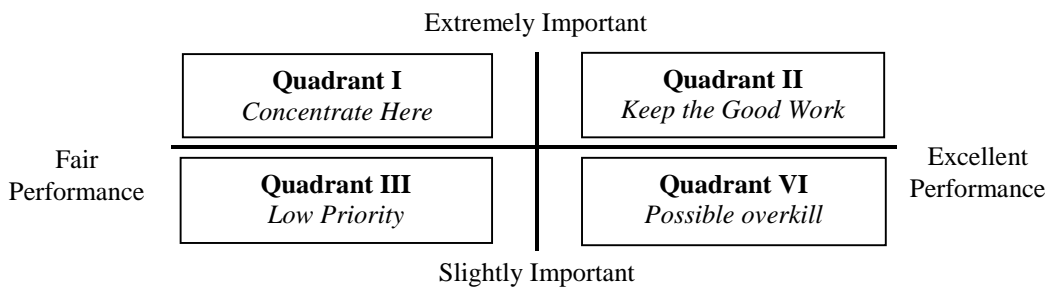 Extremely Important
Quadrant I
Concentrate Here
Quadrant II
Keep the Good Work
Fair
Performance
Excellent
Performance
Quadrant III
Low Priority
Quadrant VI
Possible overkill
Slightly Important